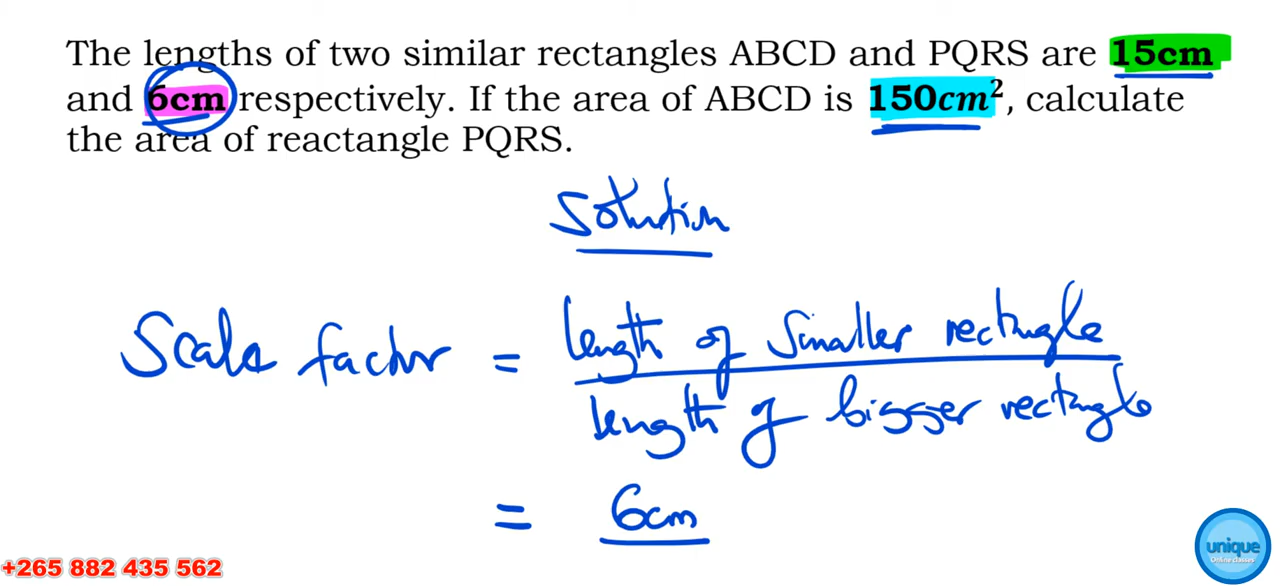 The lengths of two similar rectangles ABCD and PQRS are 15cm
and 6cm respectively. If the area of ABCD is 150cm², calculate
the area of reactangle PQRS.
Solution
Scale factor = length of smaller rectangle
length of bigger rectangle
= 6cm
+265 882 435 562
unique
Online classes